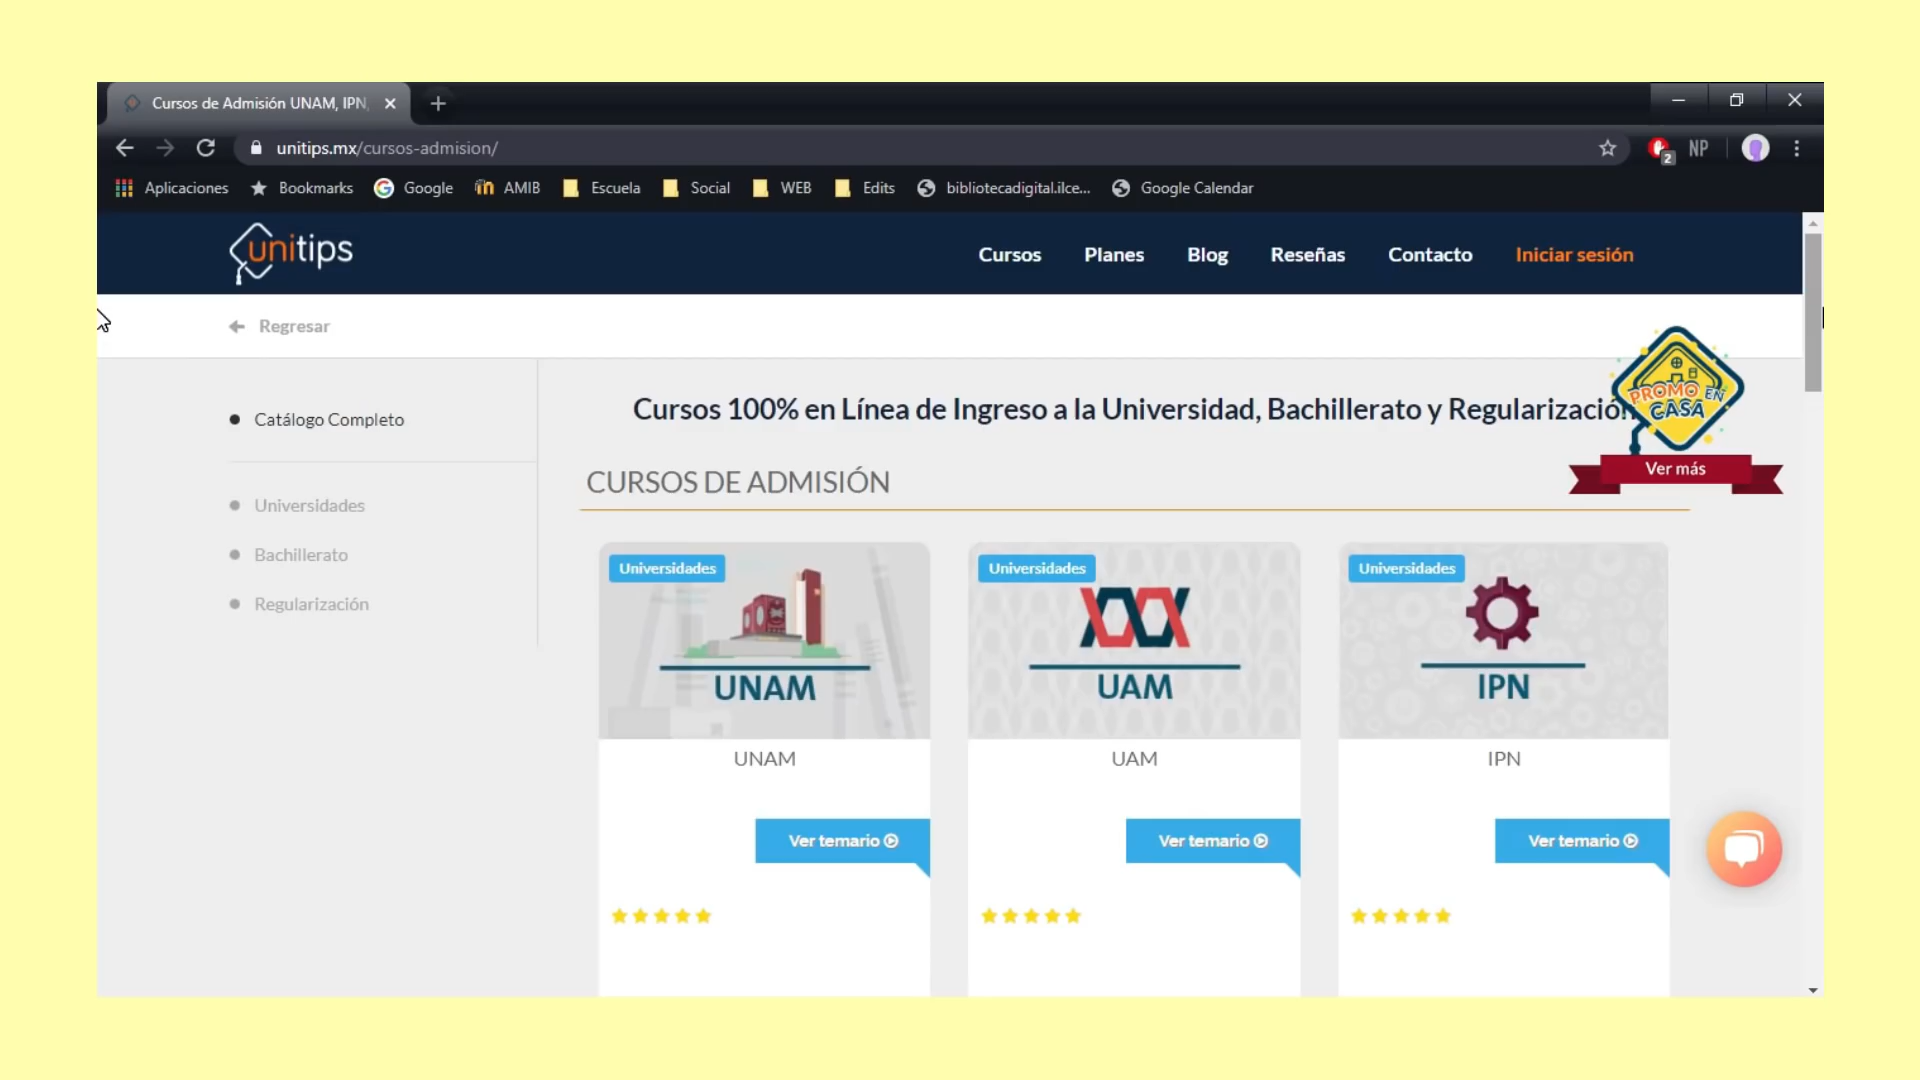 Cursos de Admisión UNAM, IPN,
unitips.mx/cursos-admision/
2
NP
Aplicaciones
Bookmarks
Google
AMIB
Escuela
Social
WEB
Edits
bibliotecadigital.ilce...
Google Calendar
unitips
Cursos
Planes
Blog
Reseñas
Contacto
Iniciar sesión
Regresar
Catálogo Completo
Universidades
Bachillerato
Regularización
Cursos 100% en Línea de Ingreso a la Universidad, Bachillerato y Regularización
PROMO EN
CASA
Ver más
CURSOS DE ADMISIÓN
Universidades
UNAM
UNAM
Ver temario
Universidades
UAM
UAM
Ver temario
Universidades
IPN
IPN
Ver temario